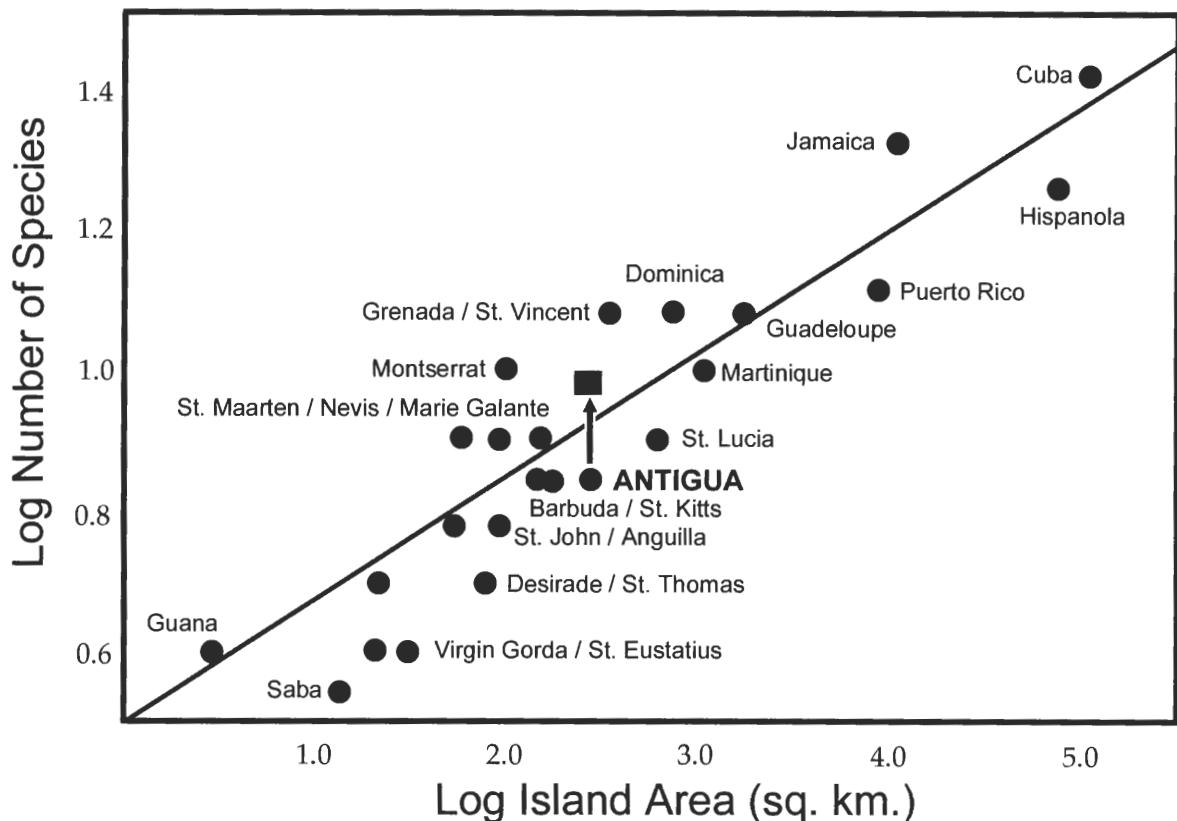 Log Number of Species
1.4
1.2
1.0
0.8
0.6
Cuba
Jamaica
Hispanola
Dominica
Puerto Rico
Grenada / St. Vincent
Guadeloupe
Montserrat
Martinique
St. Maarten / Nevis / Marie Galante
St. Lucia
ANTIGUA
Barbuda / St. Kitts
St. John / Anguilla
Desirade / St. Thomas
Guana
Virgin Gorda / St. Eustatius
Saba
1.0 2.0 3.0 4.0 5.0
Log Island Area (sq. km.)